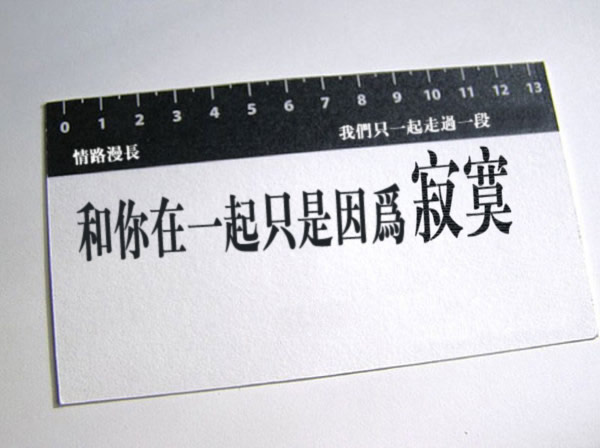 0 1 2 3 4 5 6 7 8 9 10 11 12 13
我們只一起走過一段
情路漫長
和你在一起只是因爲寂寞